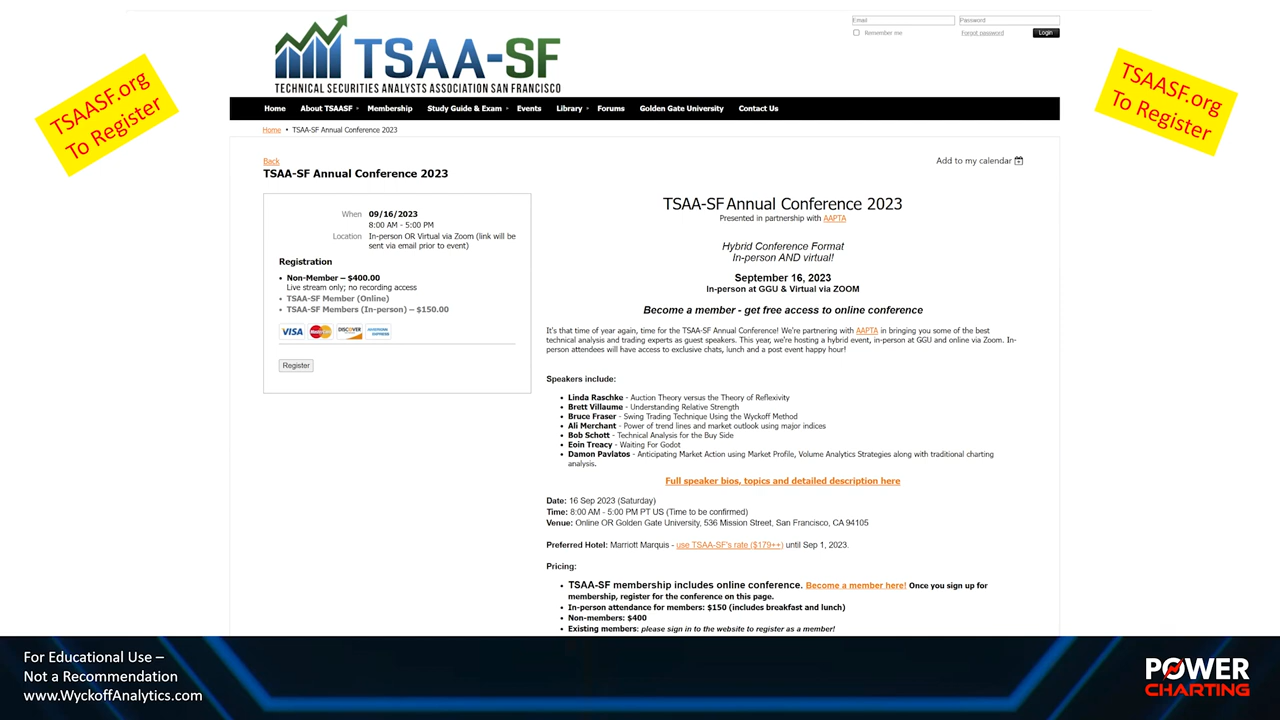 TSAASF.org
To Register
TSAA-SF
TECHNICAL SECURITIES ANALYSTS ASSOCIATION SAN FRANCISCO
Email Password
Remember me Forgot password Login
TSAASF.org
To Register
Home About TSAASF Membership Study Guide & Exam Events Library Forums Golden Gate University Contact Us
Home • TSAA-SF Annual Conference 2023
Back
Add to my calendar
TSAA-SF Annual Conference 2023
When 09/16/2023
8:00 AM - 5:00 PM
Location In-person OR Virtual via Zoom (link will be
sent via email prior to event)
Registration
• Non-Member – $400.00
Live stream only; no recording access
• TSAA-SF Member (Online)
• TSAA-SF Members (In-person) – $150.00
VISA MasterCard DISCOVER AMERICAN EXPRESS
Register
TSAA-SF Annual Conference 2023
Presented in partnership with AAPTA
Hybrid Conference Format
In-person AND virtual!
September 16, 2023
In-person at GGU & Virtual via ZOOM
Become a member - get free access to online conference
It's that time of year again, time for the TSAA-SF Annual Conference! We're partnering with AAPTA in bringing you some of the best
technical analysis and trading experts as guest speakers. This year, we're hosting a hybrid event, in-person at GGU and online via Zoom. In-
person attendees will have access to exclusive chats, lunch and a post event happy hour!
Speakers include:
• Linda Raschke - Auction Theory versus the Theory of Reflexivity
• Brett Villaume - Understanding Relative Strength
• Bruce Fraser - Swing Trading Technique Using the Wyckoff Method
• Ali Merchant - Power of trend lines and market outlook using major indices
• Bob Schott - Technical Analysis for the Buy Side
• Eoin Treacy - Waiting For Godot
• Damon Pavlatos - Anticipating Market Action using Market Profile, Volume Analytics Strategies along with traditional charting
analysis.
Full speaker bios, topics and detailed description here
Date: 16 Sep 2023 (Saturday)
Time: 8:00 AM - 5:00 PM PT US (Time to be confirmed)
Venue: Online OR Golden Gate University, 536 Mission Street, San Francisco, CA 94105
Preferred Hotel: Marriott Marquis - use TSAA-SF's rate ($179++) until Sep 1, 2023.
Pricing:
• TSAA-SF membership includes online conference. Become a member here! Once you sign up for
membership, register for the conference on this page.
• In-person attendance for members: $150 (includes breakfast and lunch)
• Non-members: $400
• Existing members: please sign in to the website to register as a member!
For Educational Use –
Not a Recommendation
www.WyckoffAnalytics.com
POWER
CHARTING